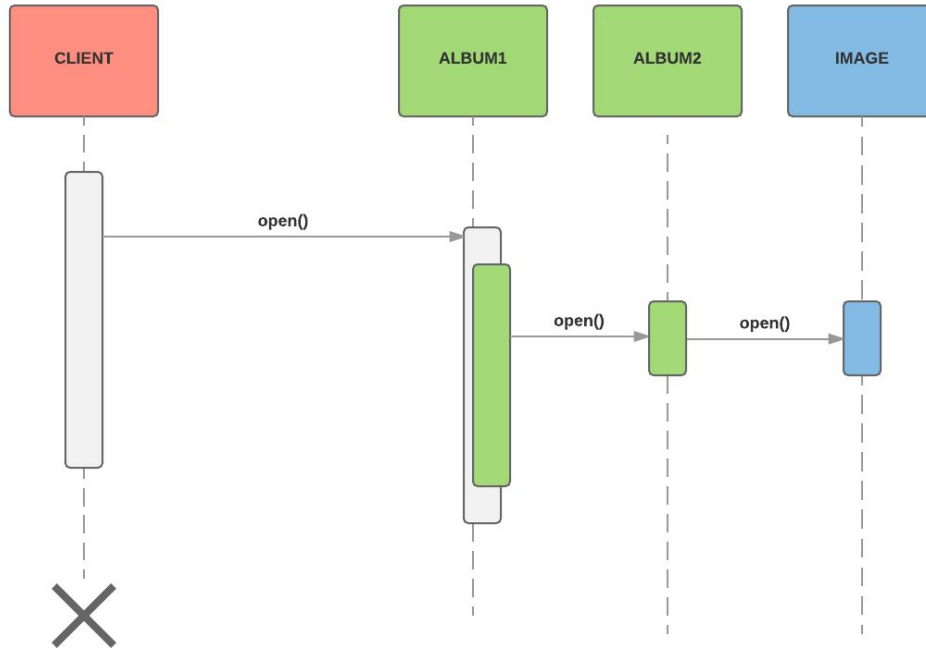 CLIENT
ALBUM1
ALBUM2
IMAGE
open()
open()
open()